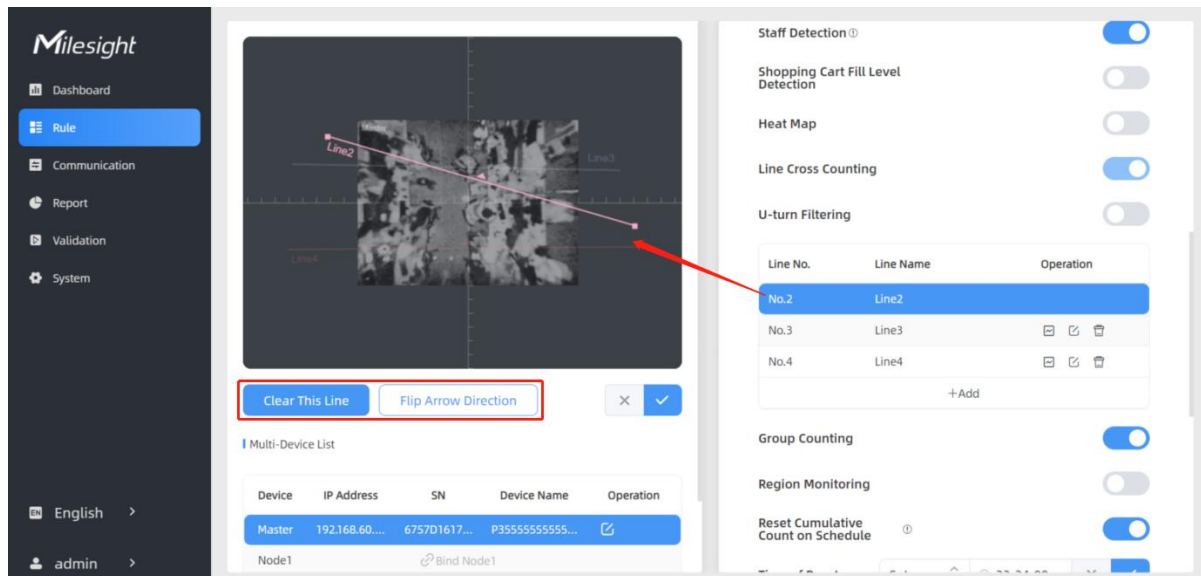 Milesight
Dashboard
Rule
Communication
Report
Validation
System
EN English >
admin >
Line2
Line3
Line4
Clear This Line
Flip Arrow Direction
Multi-Device List
Device IP Address SN Device Name Operation
Master 192.168.60.... 6757D1617... P35555555555...
Node1 Bind Node1
Staff Detection
Shopping Cart Fill Level
Detection
Heat Map
Line Cross Counting
U-turn Filtering
Line No. Line Name Operation
No.2 Line2
No.3 Line3
No.4 Line4
+Add
Group Counting
Region Monitoring
Reset Cumulative
Count on Schedule